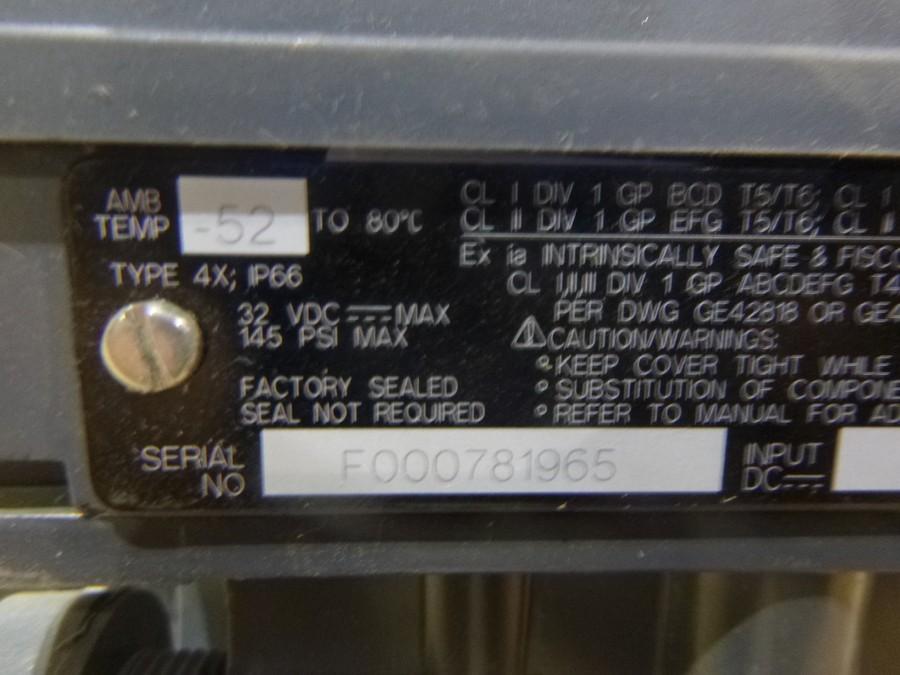 AMB
TEMP -52 TO 80°C
TYPE 4X; IP66
32 VDC ⎓ MAX
145 PSI MAX
FACTORY SEALED
SEAL NOT REQUIRED
SERIAL
NO F000781965
CL I DIV 1 GP BCD T5/T6; CL I
CL II DIV 1 GP EFG T5/T6; CL II
Ex ia INTRINSICALLY SAFE & FISCO
CL I,II,III DIV 1 GP ABCDEFG T4
PER DWG GE42818 OR GE4
⚠CAUTION/WARNINGS:
° KEEP COVER TIGHT WHILE
° SUBSTITUTION OF COMPONE
° REFER TO MANUAL FOR AD
INPUT
DC ⎓